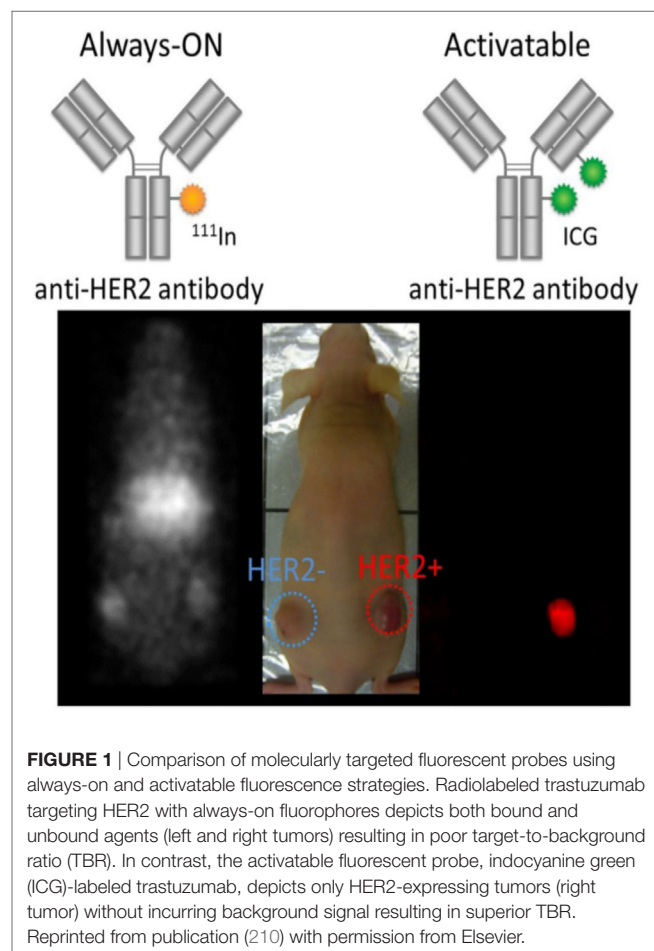 Always-ON
Activatable
¹¹¹In
ICG
anti-HER2 antibody
anti-HER2 antibody
HER2-
HER2+
FIGURE 1 | Comparison of molecularly targeted fluorescent probes using
always-on and activatable fluorescence strategies. Radiolabeled trastuzumab
targeting HER2 with always-on fluorophores depicts both bound and
unbound agents (left and right tumors) resulting in poor target-to-background
ratio (TBR). In contrast, the activatable fluorescent probe, indocyanine green
(ICG)-labeled trastuzumab, depicts only HER2-expressing tumors (right
tumor) without incurring background signal resulting in superior TBR.
Reprinted from publication (210) with permission from Elsevier.